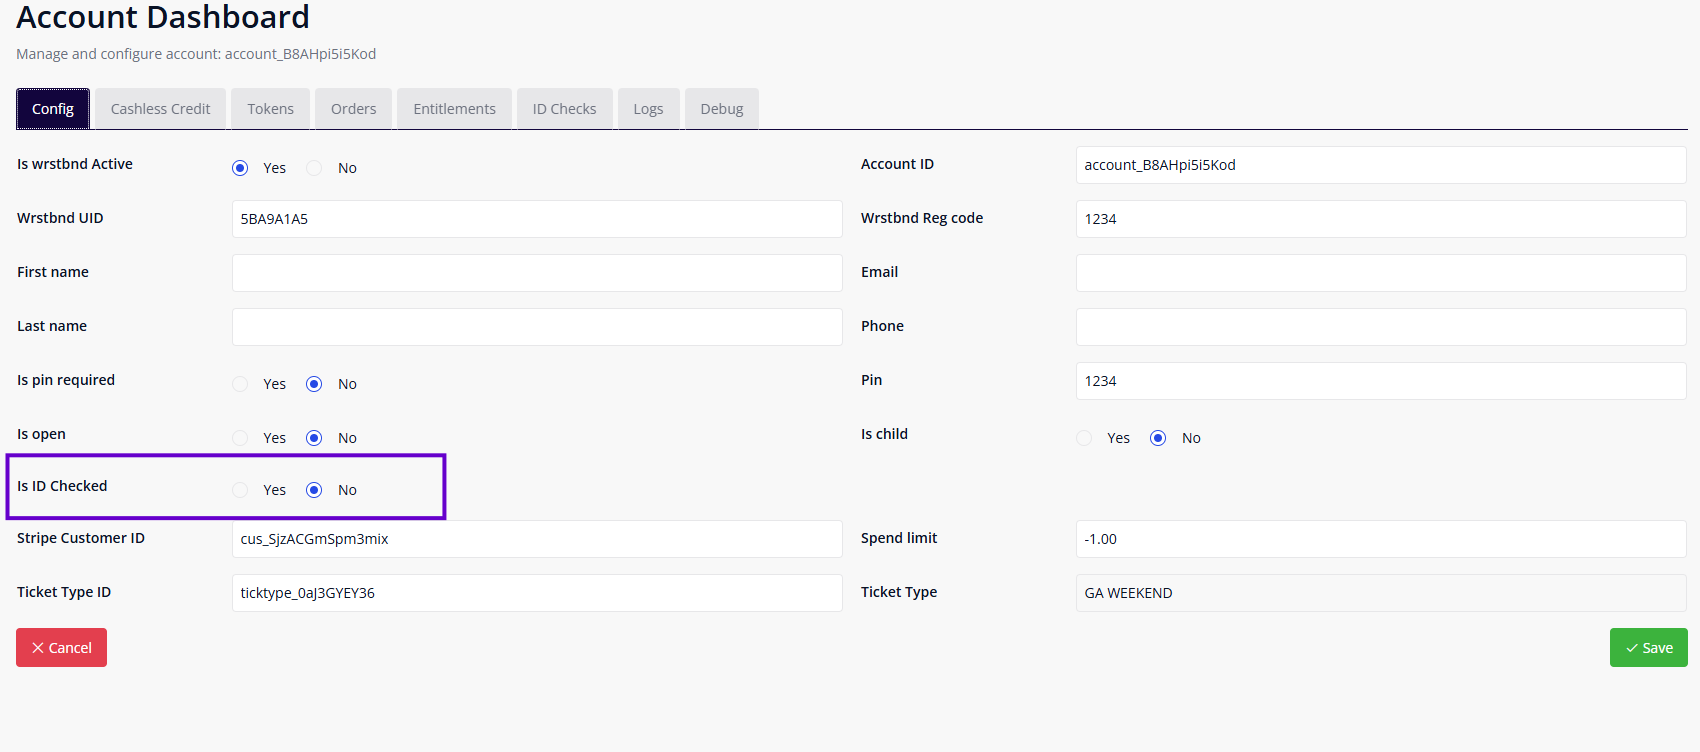 Account Dashboard
Manage and configure account: account_B8AHpi5i5Kod
Config Cashless Credit Tokens Orders Entitlements ID Checks Logs Debug
Is wrstbnd Active Yes No Account ID account_B8AHpi5i5Kod
Wrstbnd UID 5BA9A1A5 Wrstbnd Reg code 1234
First name Email
Last name Phone
Is pin required Yes No Pin 1234
Is open Yes No Is child Yes No
Is ID Checked Yes No
Stripe Customer ID cus_SjzACGmSpm3mix Spend limit -1.00
Ticket Type ID ticktype_0aJ3GYEY36 Ticket Type GA WEEKEND
Cancel Save